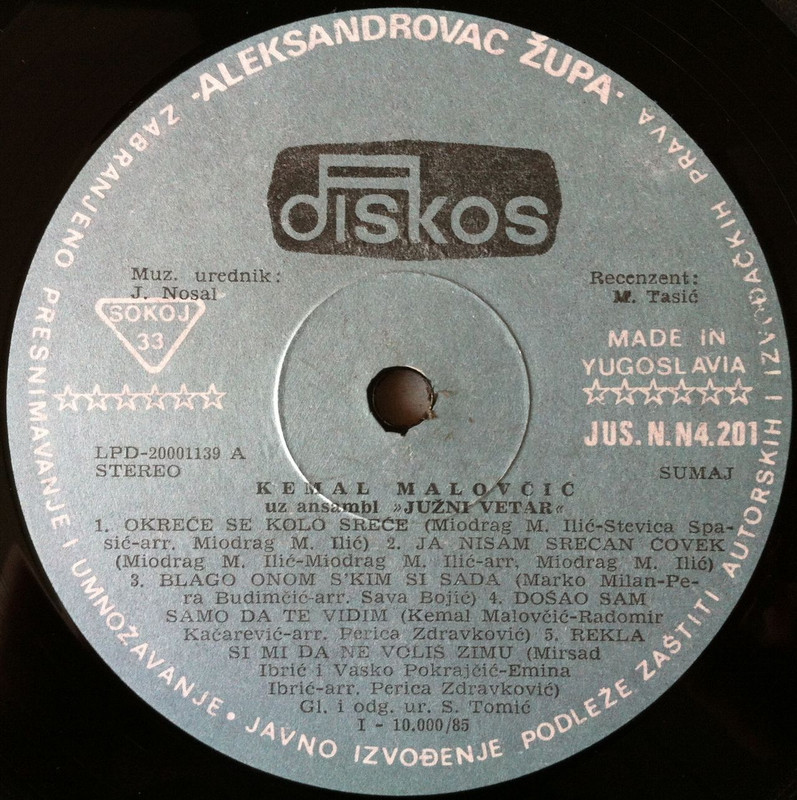 ·ALEKSANDROVAC ŽUPA·
ZABRANJENO PRESNIMAVANJE I UMNOŽAVANJE • JAVNO IZVOĐENJE PODLEŽE ZAŠTITI AUTORSKIH I PRAVA
diskos
Muz. urednik:
J. Nosal
Recenzent:
M. Tasić
SOKOJ
33
MADE IN
YUGOSLAVIA
JUS. N. N4.201
LPD-20001139 A
STEREO
SUMAJ
KEMAL MALOVČIĆ
uz ansambl »JUŽNI VETAR«
1. OKREĆE SE KOLO SREĆE (Miodrag M. Ilić-Stevica Spa-
sić-arr. Miodrag M. Ilić) 2. JA NISAM SREĆAN ČOVEK
(Miodrag M. Ilić-Miodrag M. Ilić-arr. Miodrag M. Ilić)
3. BLAGO ONOM S'KIM SI SADA (Marko Milan-Pe-
ra Budimčić-arr. Sava Bojić) 4. DOŠAO SAM
SAMO DA TE VIDIM (Kemal Malovčić-Radomir
Kaćarević-arr. Perica Zdravković) 5. REKLA
SI MI DA NE VOLIŠ ZIMU (Mirsad
Ibrić i Vasko Pokrajčić-Emina
Ibrić-arr. Perica Zdravković)
Gl. i odg. ur. S. Tomić
I - 10.000/85